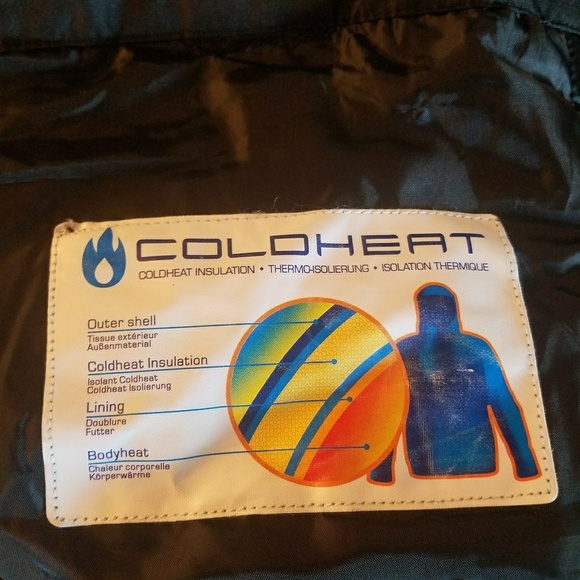 COLDHEAT
COLDHEAT INSULATION • THERMO-ISOLIERUNG • ISOLATION THERMIQUE
Outer shell
Tissue extérieur
Außenmaterial
Coldheat Insulation
Isolant Coldheat
Coldheat Isolierung
Lining
Doublure
Futter
Bodyheat
Chaleur corporelle
Körperwärme